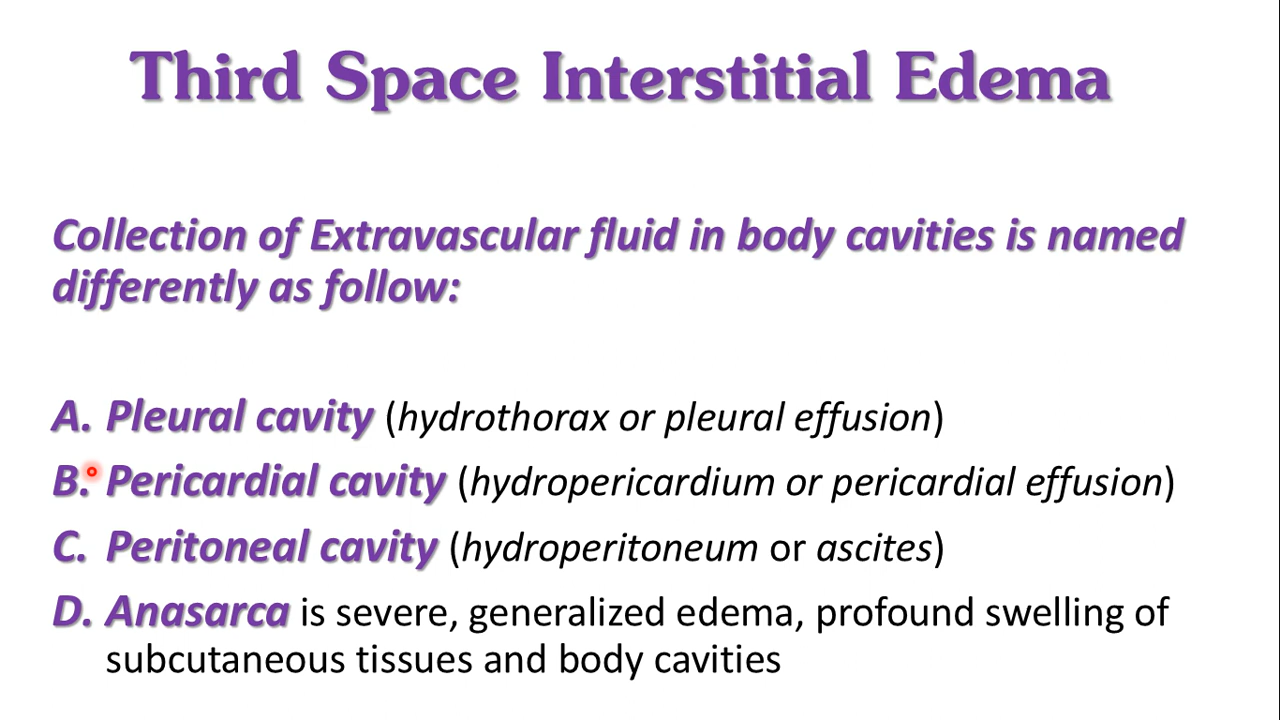 Third Space Interstitial Edema
Collection of Extravascular fluid in body cavities is named
differently as follow:
A. Pleural cavity (hydrothorax or pleural effusion)
B. Pericardial cavity (hydropericardium or pericardial effusion)
C. Peritoneal cavity (hydroperitoneum or ascites)
D. Anasarca is severe, generalized edema, profound swelling of
subcutaneous tissues and body cavities